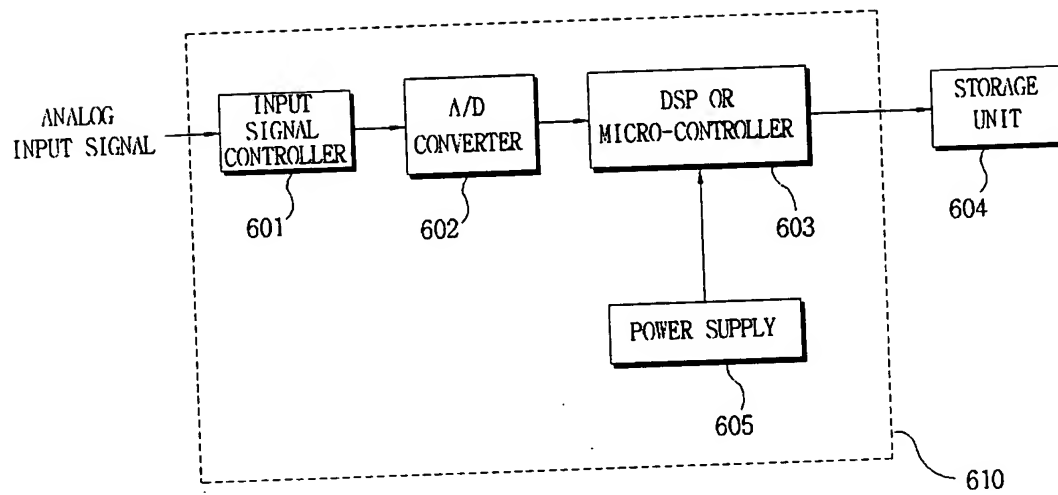 ANALOG
INPUT SIGNAL
INPUT
SIGNAL
CONTROLLER
601
A/D
CONVERTER
602
DSP OR
MICRO-CONTROLLER
603
STORAGE
UNIT
604
POWER SUPPLY
605
610